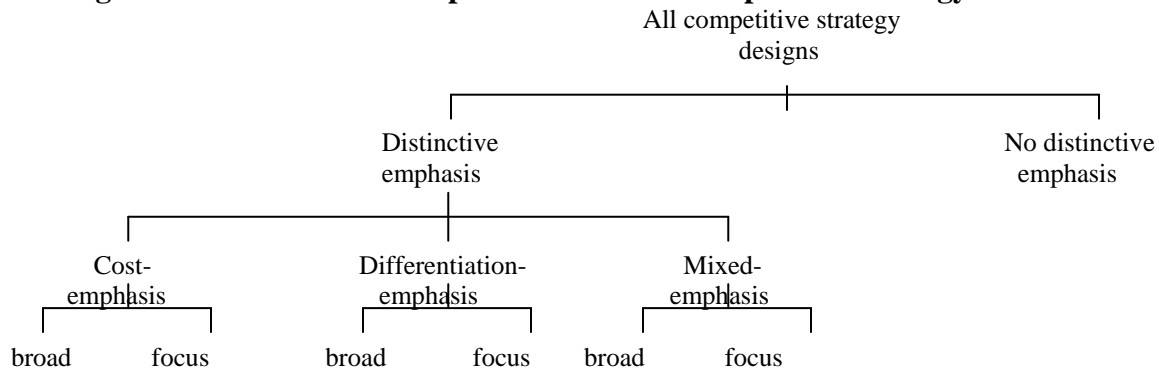 All competitive strategy
designs
Distinctive
emphasis
No distinctive
emphasis
Cost-
emphasis
Differentiation-
emphasis
Mixed-
emphasis
broad focus broad focus broad focus